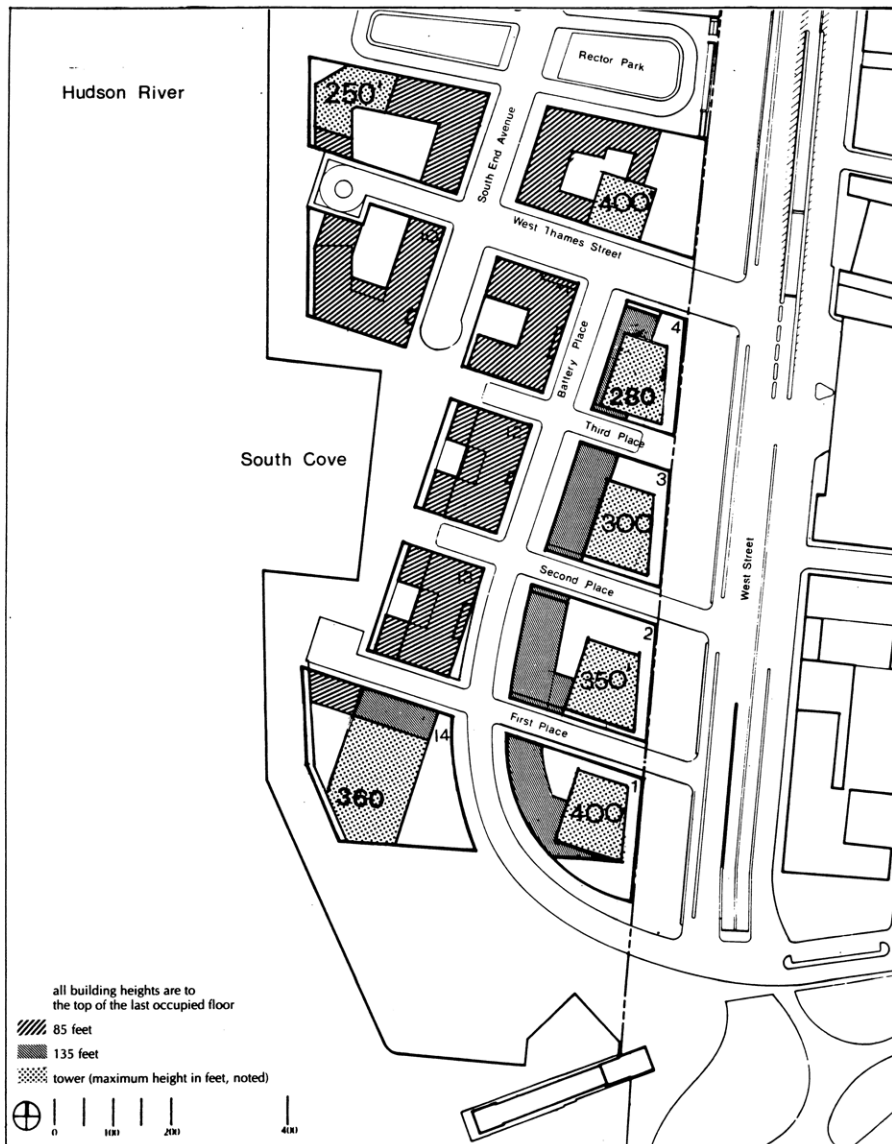 Hudson River
Rector Park
250'
South End Avenue
400'
West Thames Street
10
4
Battery Place
280
Third Place
South Cove
3
300
West Street
Second Place
2
350'
First Place
14
1
360
400
all building heights are to
the top of the last occupied floor
85 feet
135 feet
tower (maximum height in feet, noted)
0 100 200 400